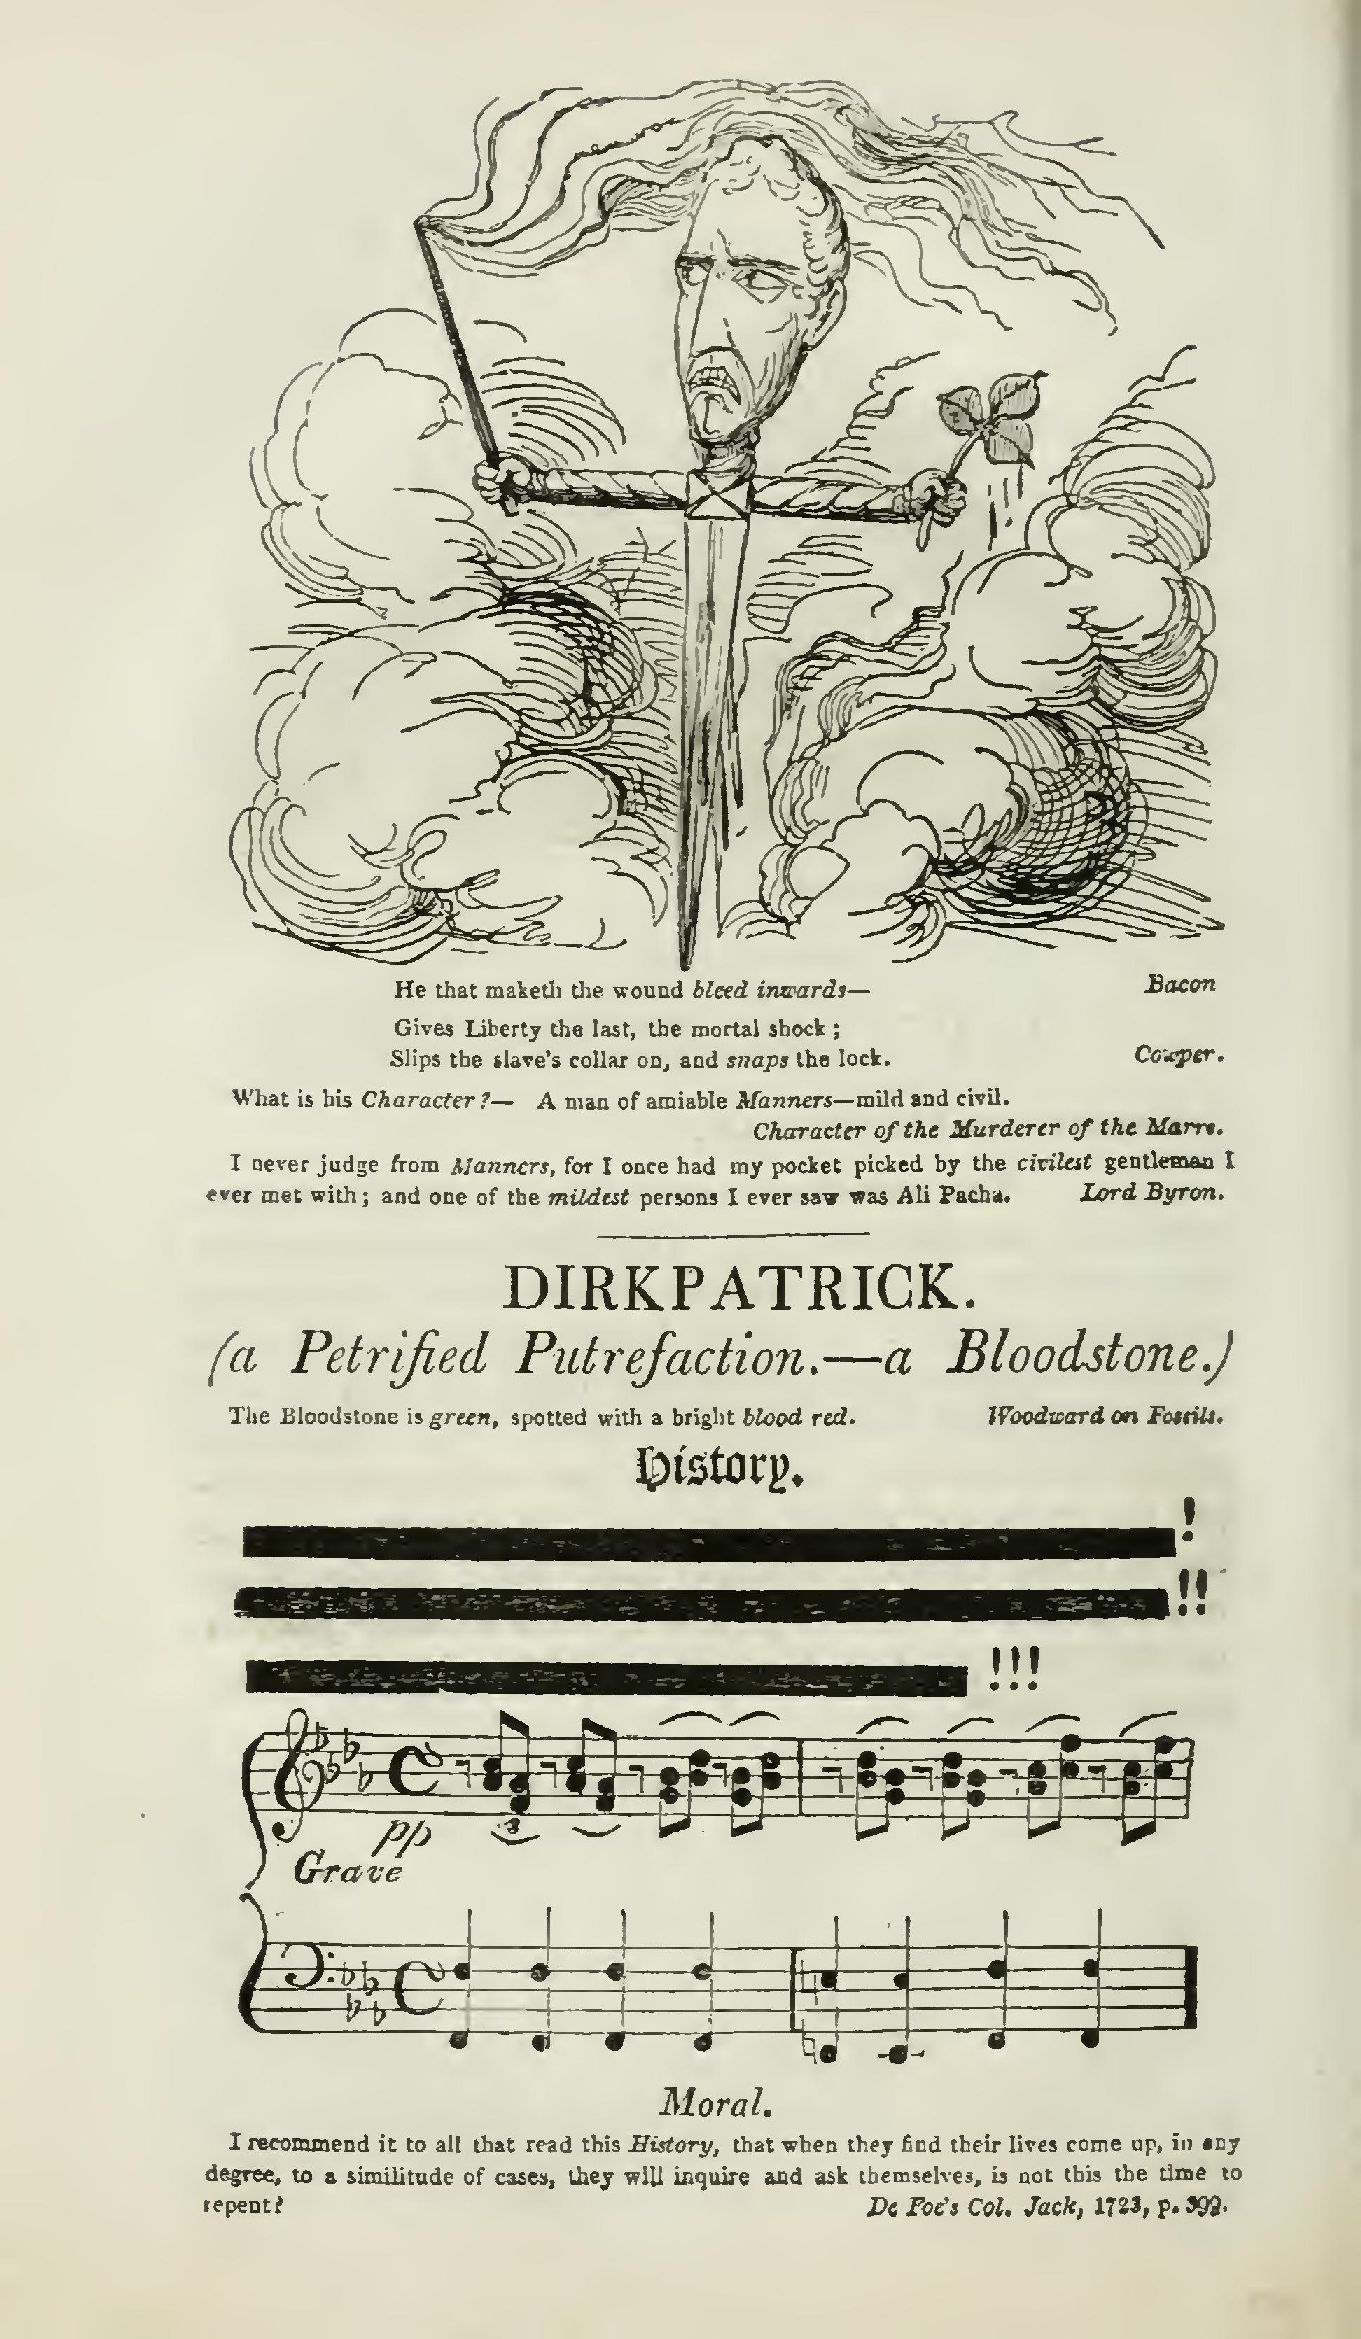 He that maketh the wound bleed inwards— Bacon
Gives Liberty the last, the mortal shock ;
Slips the slave's collar on, and snaps the lock. Cowper.
What is his Character ?— A man of amiable Manners—mild and civil.
Character of the Murderer of the Marrs.
I never judge from Manners, for I once had my pocket picked by the civilest gentleman I
ever met with ; and one of the mildest persons I ever saw was Ali Pacha. Lord Byron.
DIRKPATRICK.
(a Petrified Putrefaction.—a Bloodstone.)
The Bloodstone is green, spotted with a bright blood red. Woodward on Fossils.
History.
!
!!
!!!
pp
3
Grave
Moral.
I recommend it to all that read this History, that when they find their lives come up, in any
degree, to a similitude of cases, they will inquire and ask themselves, is not this the time to
repent? De Foe's Col. Jack, 1723, p.